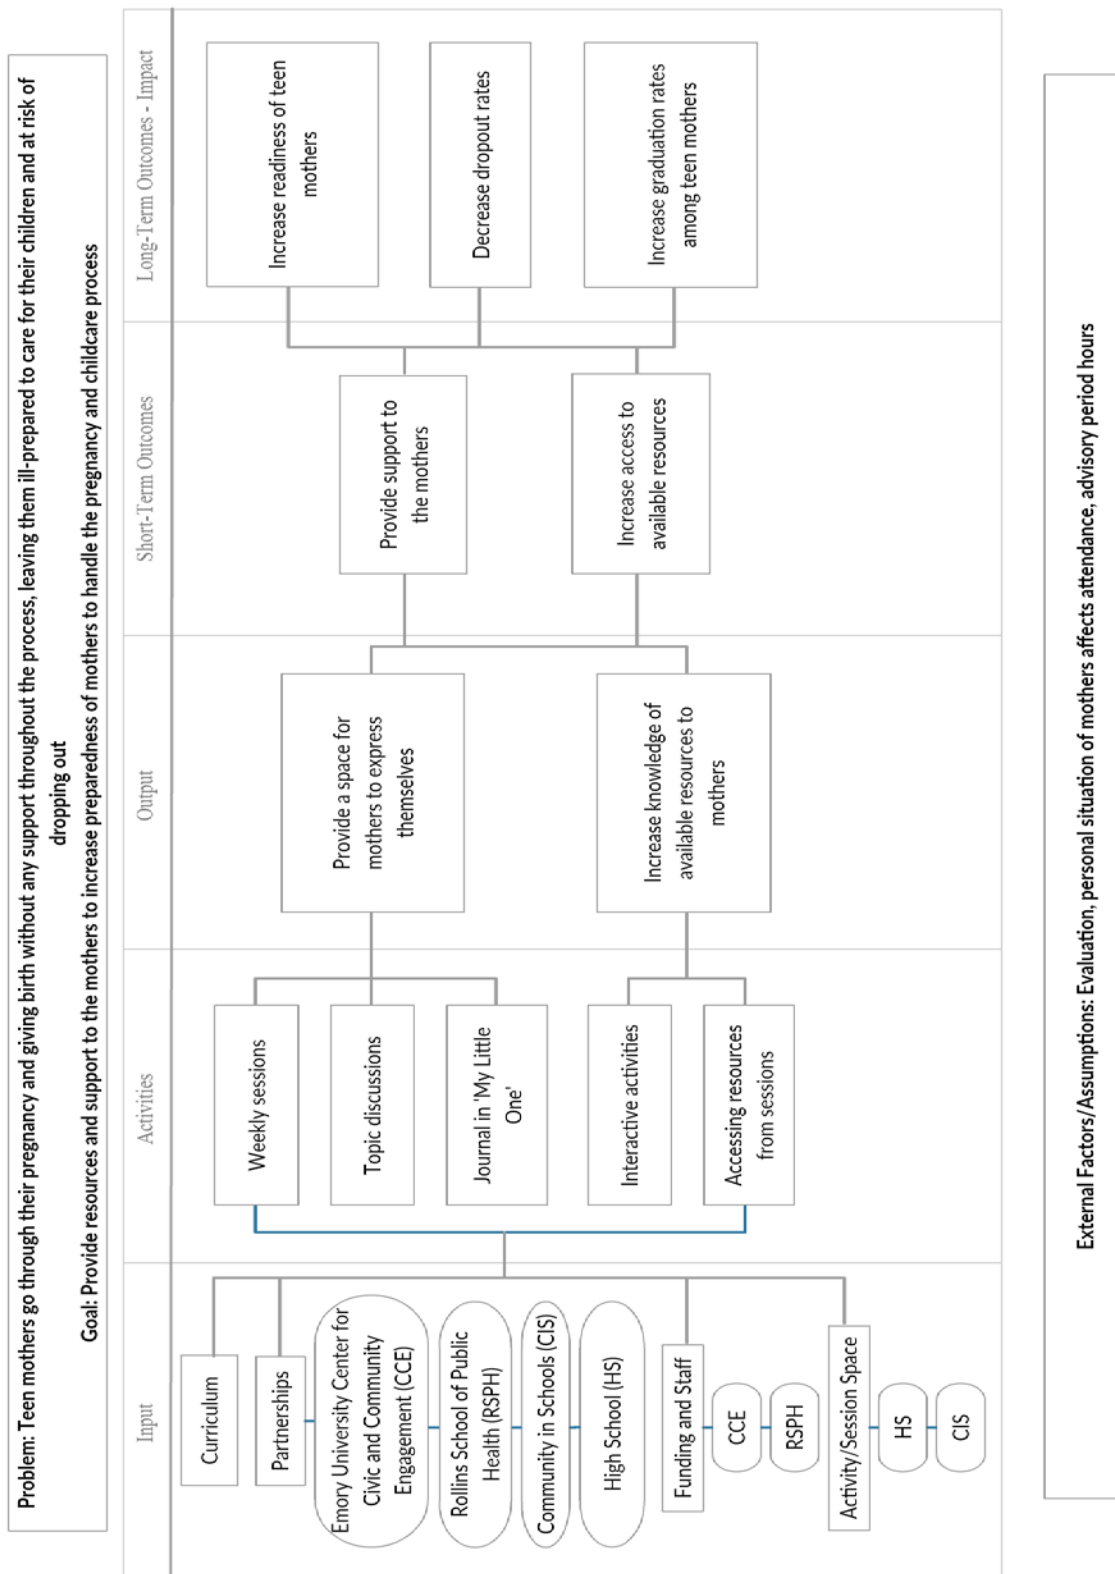 Problem: Teen mothers go through their pregnancy and giving birth without any support throughout the process, leaving them ill-prepared to care for their children and at risk of
dropping out
Goal: Provide resources and support to the mothers to increase preparedness of mothers to handle the pregnancy and childcare process
Input
Activities
Output
Short-Term Outcomes
Long-Term Outcomes - Impact
Curriculum
Partnerships
Emory University Center for
Civic and Community
Engagement (CCE)
Rollins School of Public
Health (RSPH)
Community in Schools (CIS)
High School (HS)
Funding and Staff
CCE
RSPH
Activity/Session Space
HS
CIS
Weekly sessions
Topic discussions
Journal in 'My Little
One'
Interactive activities
Accessing resources
from sessions
Provide a space for
mothers to express
themselves
Increase knowledge of
available resources to
mothers
Provide support to
the mothers
Increase access to
available resources
Increase readiness of teen
mothers
Decrease dropout rates
Increase graduation rates
among teen mothers
External Factors/Assumptions: Evaluation, personal situation of mothers affects attendance, advisory period hours